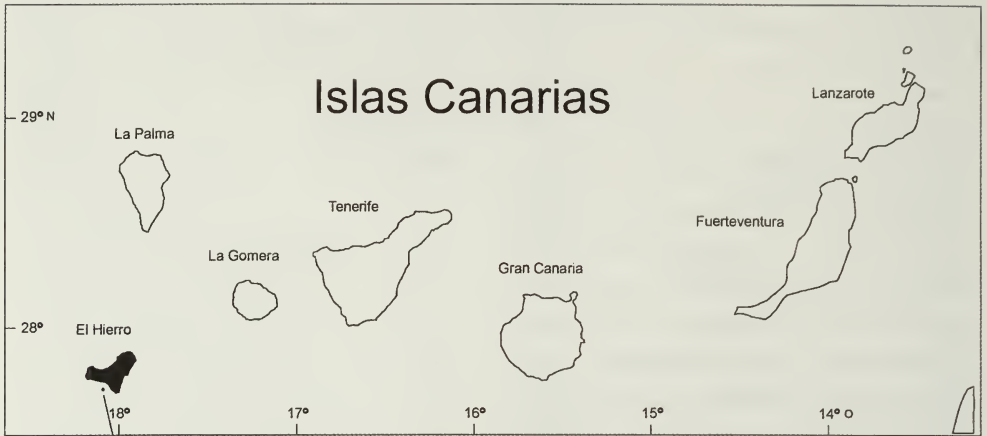 Islas Canarias
Lanzarote
29° N
La Palma
Tenerife
Fuerteventura
La Gomera
Gran Canaria
28°
El Hierro
18°
17°
16°
15°
14° O